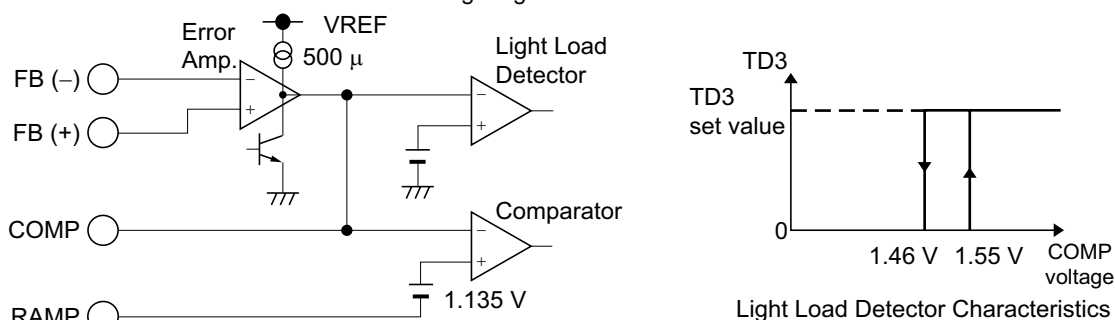 Error
Amp.
VREF
500 μ
FB (−)
FB (+)
−
+
Light Load
Detector
−
+
COMP
Comparator
−
+
1.135 V
RAMP
TD3
TD3
set value
0
1.46 V
1.55 V
COMP
voltage
Light Load Detector Characteristics